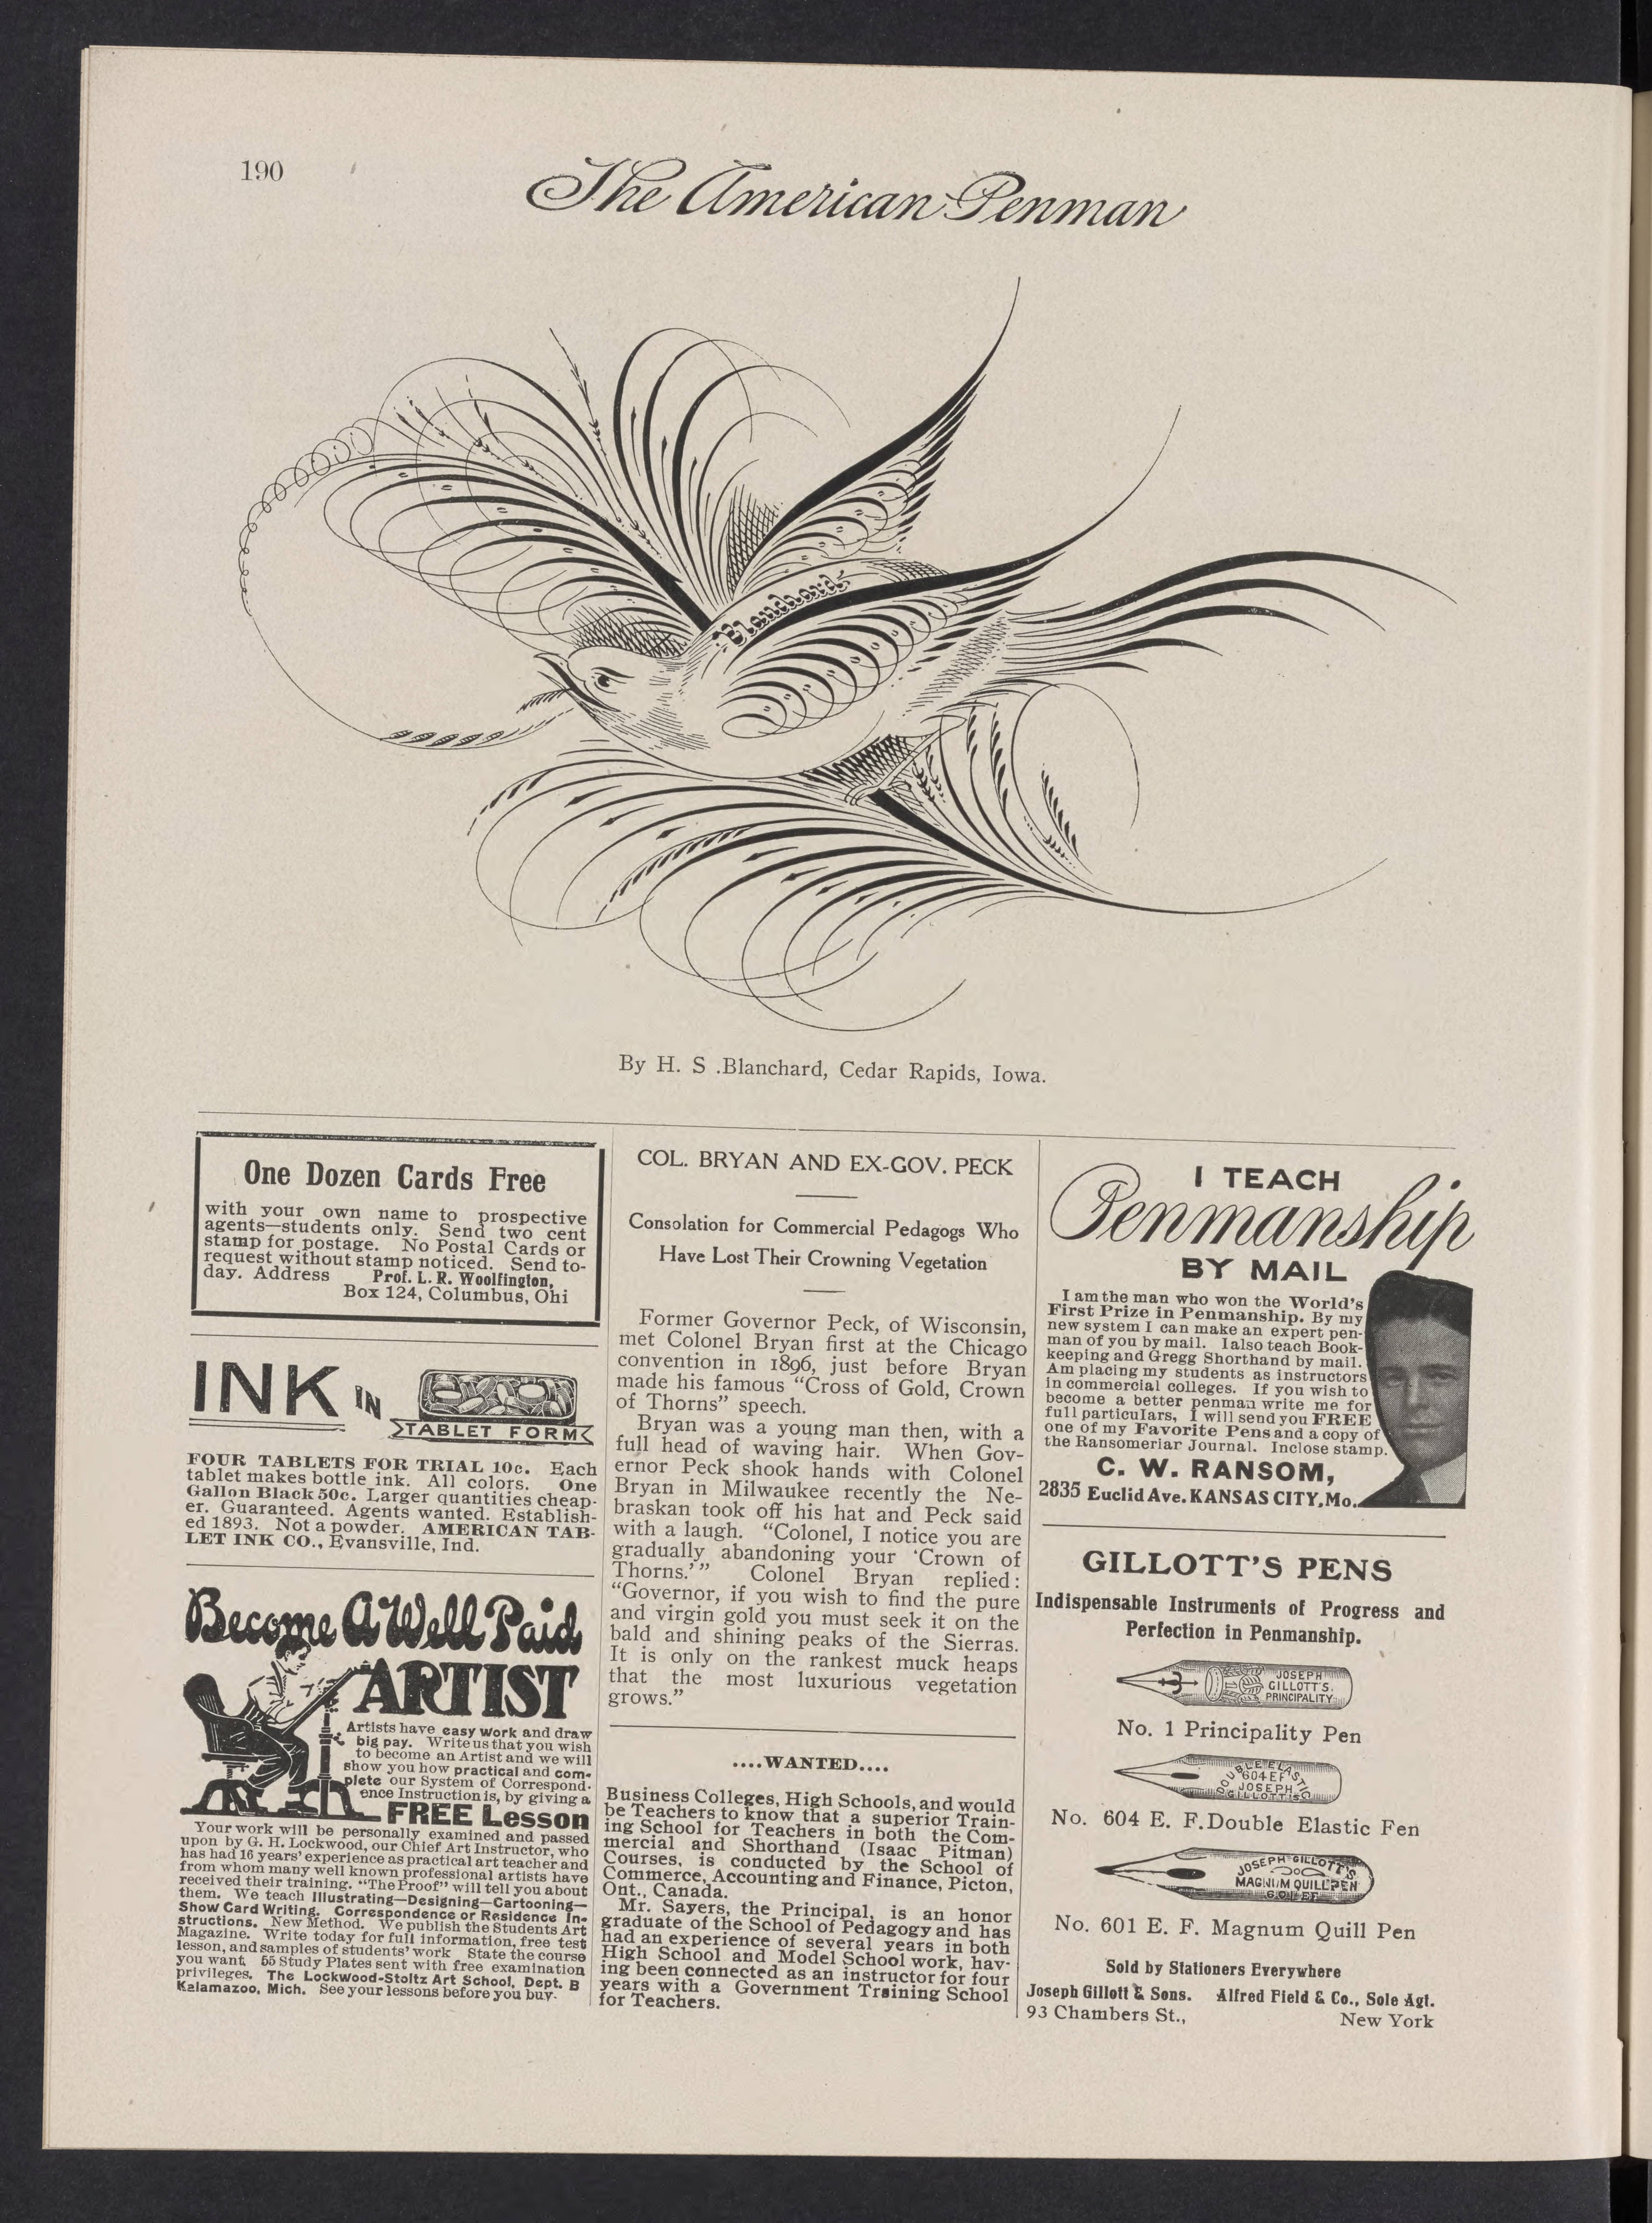 190
The American Penman
Blanchard
By H. S .Blanchard, Cedar Rapids, Iowa.
One Dozen Cards Free
with your own name to prospective
agents—students only. Send two cent
stamp for postage. No Postal Cards or
request without stamp noticed. Send to-
day. Address Prof. L. R. Woolfington,
Box 124, Columbus, Ohi
INK IN
TABLET FORM
FOUR TABLETS FOR TRIAL 10c. Each
tablet makes bottle ink. All colors. One
Gallon Black 50c. Larger quantities cheap-
er. Guaranteed. Agents wanted. Establish-
ed 1893. Not a powder. AMERICAN TAB-
LET INK CO., Evansville, Ind.
Become A Well Paid
ARTIST
Artists have easy work and draw
big pay. Write us that you wish
to become an Artist and we will
show you how practical and com-
plete our System of Correspond-
ence Instruction is, by giving a
FREE Lesson
Your work will be personally examined and passed
upon by G. H. Lockwood, our Chief Art Instructor, who
has had 16 years' experience as practical art teacher and
from whom many well known professional artists have
received their training. "The Proof" will tell you about
them. We teach Illustrating—Designing—Cartooning—
Show Card Writing. Correspondence or Residence In-
structions. New Method. We publish the Students Art
Magazine. Write today for full information, free test
lesson, and samples of students' work State the course
you want. 55 Study Plates sent with free examination
privileges. The Lockwood-Stoltz Art School, Dept. B
Kalamazoo, Mich. See your lessons before you buy.
COL. BRYAN AND EX-GOV. PECK
Consolation for Commercial Pedagogs Who
Have Lost Their Crowning Vegetation
Former Governor Peck, of Wisconsin,
met Colonel Bryan first at the Chicago
convention in 1896, just before Bryan
made his famous "Cross of Gold, Crown
of Thorns" speech.
Bryan was a young man then, with a
full head of waving hair. When Gov-
ernor Peck shook hands with Colonel
Bryan in Milwaukee recently the Ne-
braskan took off his hat and Peck said
with a laugh. "Colonel, I notice you are
gradually abandoning your 'Crown of
Thorns.'" Colonel Bryan replied:
"Governor, if you wish to find the pure
and virgin gold you must seek it on the
bald and shining peaks of the Sierras.
It is only on the rankest muck heaps
that the most luxurious vegetation
grows."
....WANTED....
Business Colleges, High Schools, and would
be Teachers to know that a superior Train-
ing School for Teachers in both the Com-
mercial and Shorthand (Isaac Pitman)
Courses, is conducted by the School of
Commerce, Accounting and Finance, Picton,
Ont., Canada.
Mr. Sayers, the Principal, is an honor
graduate of the School of Pedagogy and has
had an experience of several years in both
High School and Model School work, hav-
ing been connected as an instructor for four
years with a Government Training School
for Teachers.
I TEACH
Penmanship
BY MAIL
I am the man who won the World's
First Prize in Penmanship. By my
new system I can make an expert pen-
man of you by mail. I also teach Book-
keeping and Gregg Shorthand by mail.
Am placing my students as instructors
in commercial colleges. If you wish to
become a better penman write me for
full particulars, I will send you FREE
one of my Favorite Pens and a copy of
the Ransomeriar Journal. Inclose stamp.
C. W. RANSOM,
2835 Euclid Ave. KANSAS CITY, Mo.
GILLOTT'S PENS
Indispensable Instruments of Progress and
Perfection in Penmanship.
JOSEPH
GILLOTT'S
PRINCIPALITY
No. 1 Principality Pen
DOUBLE ELASTIC
604 EF
JOSEPH
GILLOTT'S
No. 604 E. F. Double Elastic Fen
JOSEPH GILLOTT'S
MAGNUM QUILL PEN
601 EF
No. 601 E. F. Magnum Quill Pen
Sold by Stationers Everywhere
Joseph Gillott & Sons. Alfred Field & Co., Sole Agt.
93 Chambers St., New York